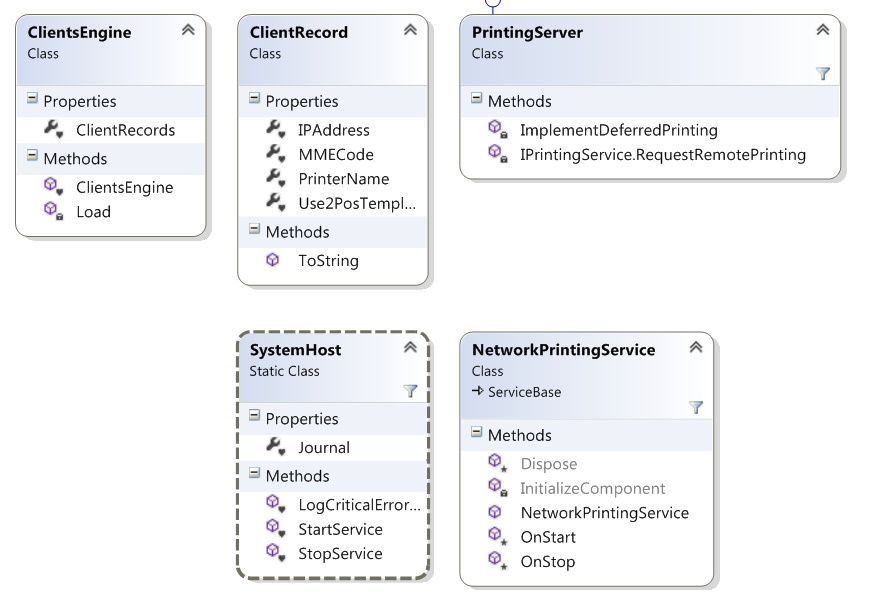 ClientsEngine
Class
Properties
ClientRecords
Methods
ClientsEngine
Load
ClientRecord
Class
Properties
IPAddress
MMECode
PrinterName
Use2PosTempl...
Methods
ToString
PrintingServer
Class
Methods
ImplementDeferredPrinting
IPrintingService.RequestRemotePrinting
SystemHost
Static Class
Properties
Journal
Methods
LogCriticalError...
StartService
StopService
NetworkPrintingService
Class
ServiceBase
Methods
Dispose
InitializeComponent
NetworkPrintingService
OnStart
OnStop